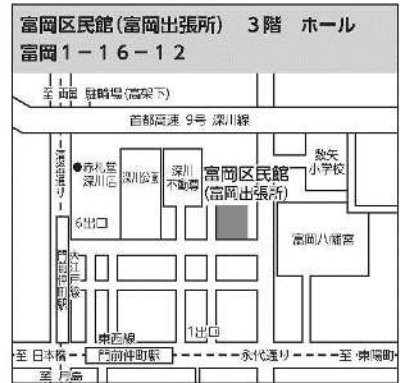 富岡区民館(富岡出張所) 3階 ホール
富岡1-16-12
至 両国 駐輪場(高架下)
首都高速 9号 深川線
清澄通り
●赤札堂
深川店
深川公園
深川
不動尊
富岡区民館
(富岡出張所)
数矢
小学校
富岡八幡宮
6出口
大江戸線
門前仲町駅
東西線
1出口
至 日本橋
門前仲町駅
永代通り
至 東陽町
至 月島